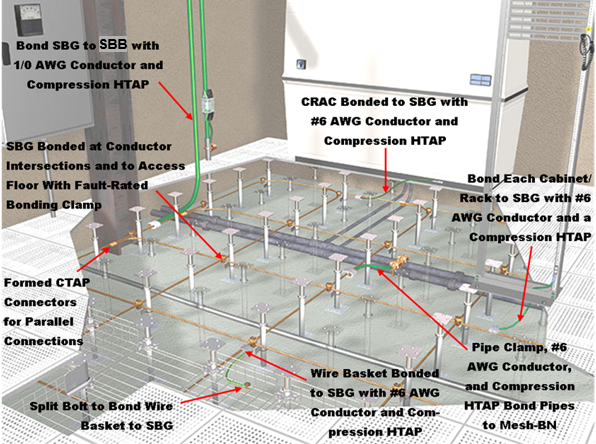 Bond SBG to SBB with
1/0 AWG Conductor and
Compression HTAP
CRAC Bonded to SBG with
#6 AWG Conductor and
Compression HTAP
SBG Bonded at Conductor
Intersections and to Access
Floor With Fault-Rated
Bonding Clamp
Bond Each Cabinet/
Rack to SBG with #6
AWG Conductor and a
Compression HTAP
Formed CTAP
Connectors
for Parallel
Connections
Pipe Clamp, #6
AWG Conductor,
and Compression
HTAP Bond Pipes
to Mesh-BN
Wire Basket Bonded
to SBG with #6 AWG
Conductor and Com-
pression HTAP
Split Bolt to Bond Wire
Basket to SBG